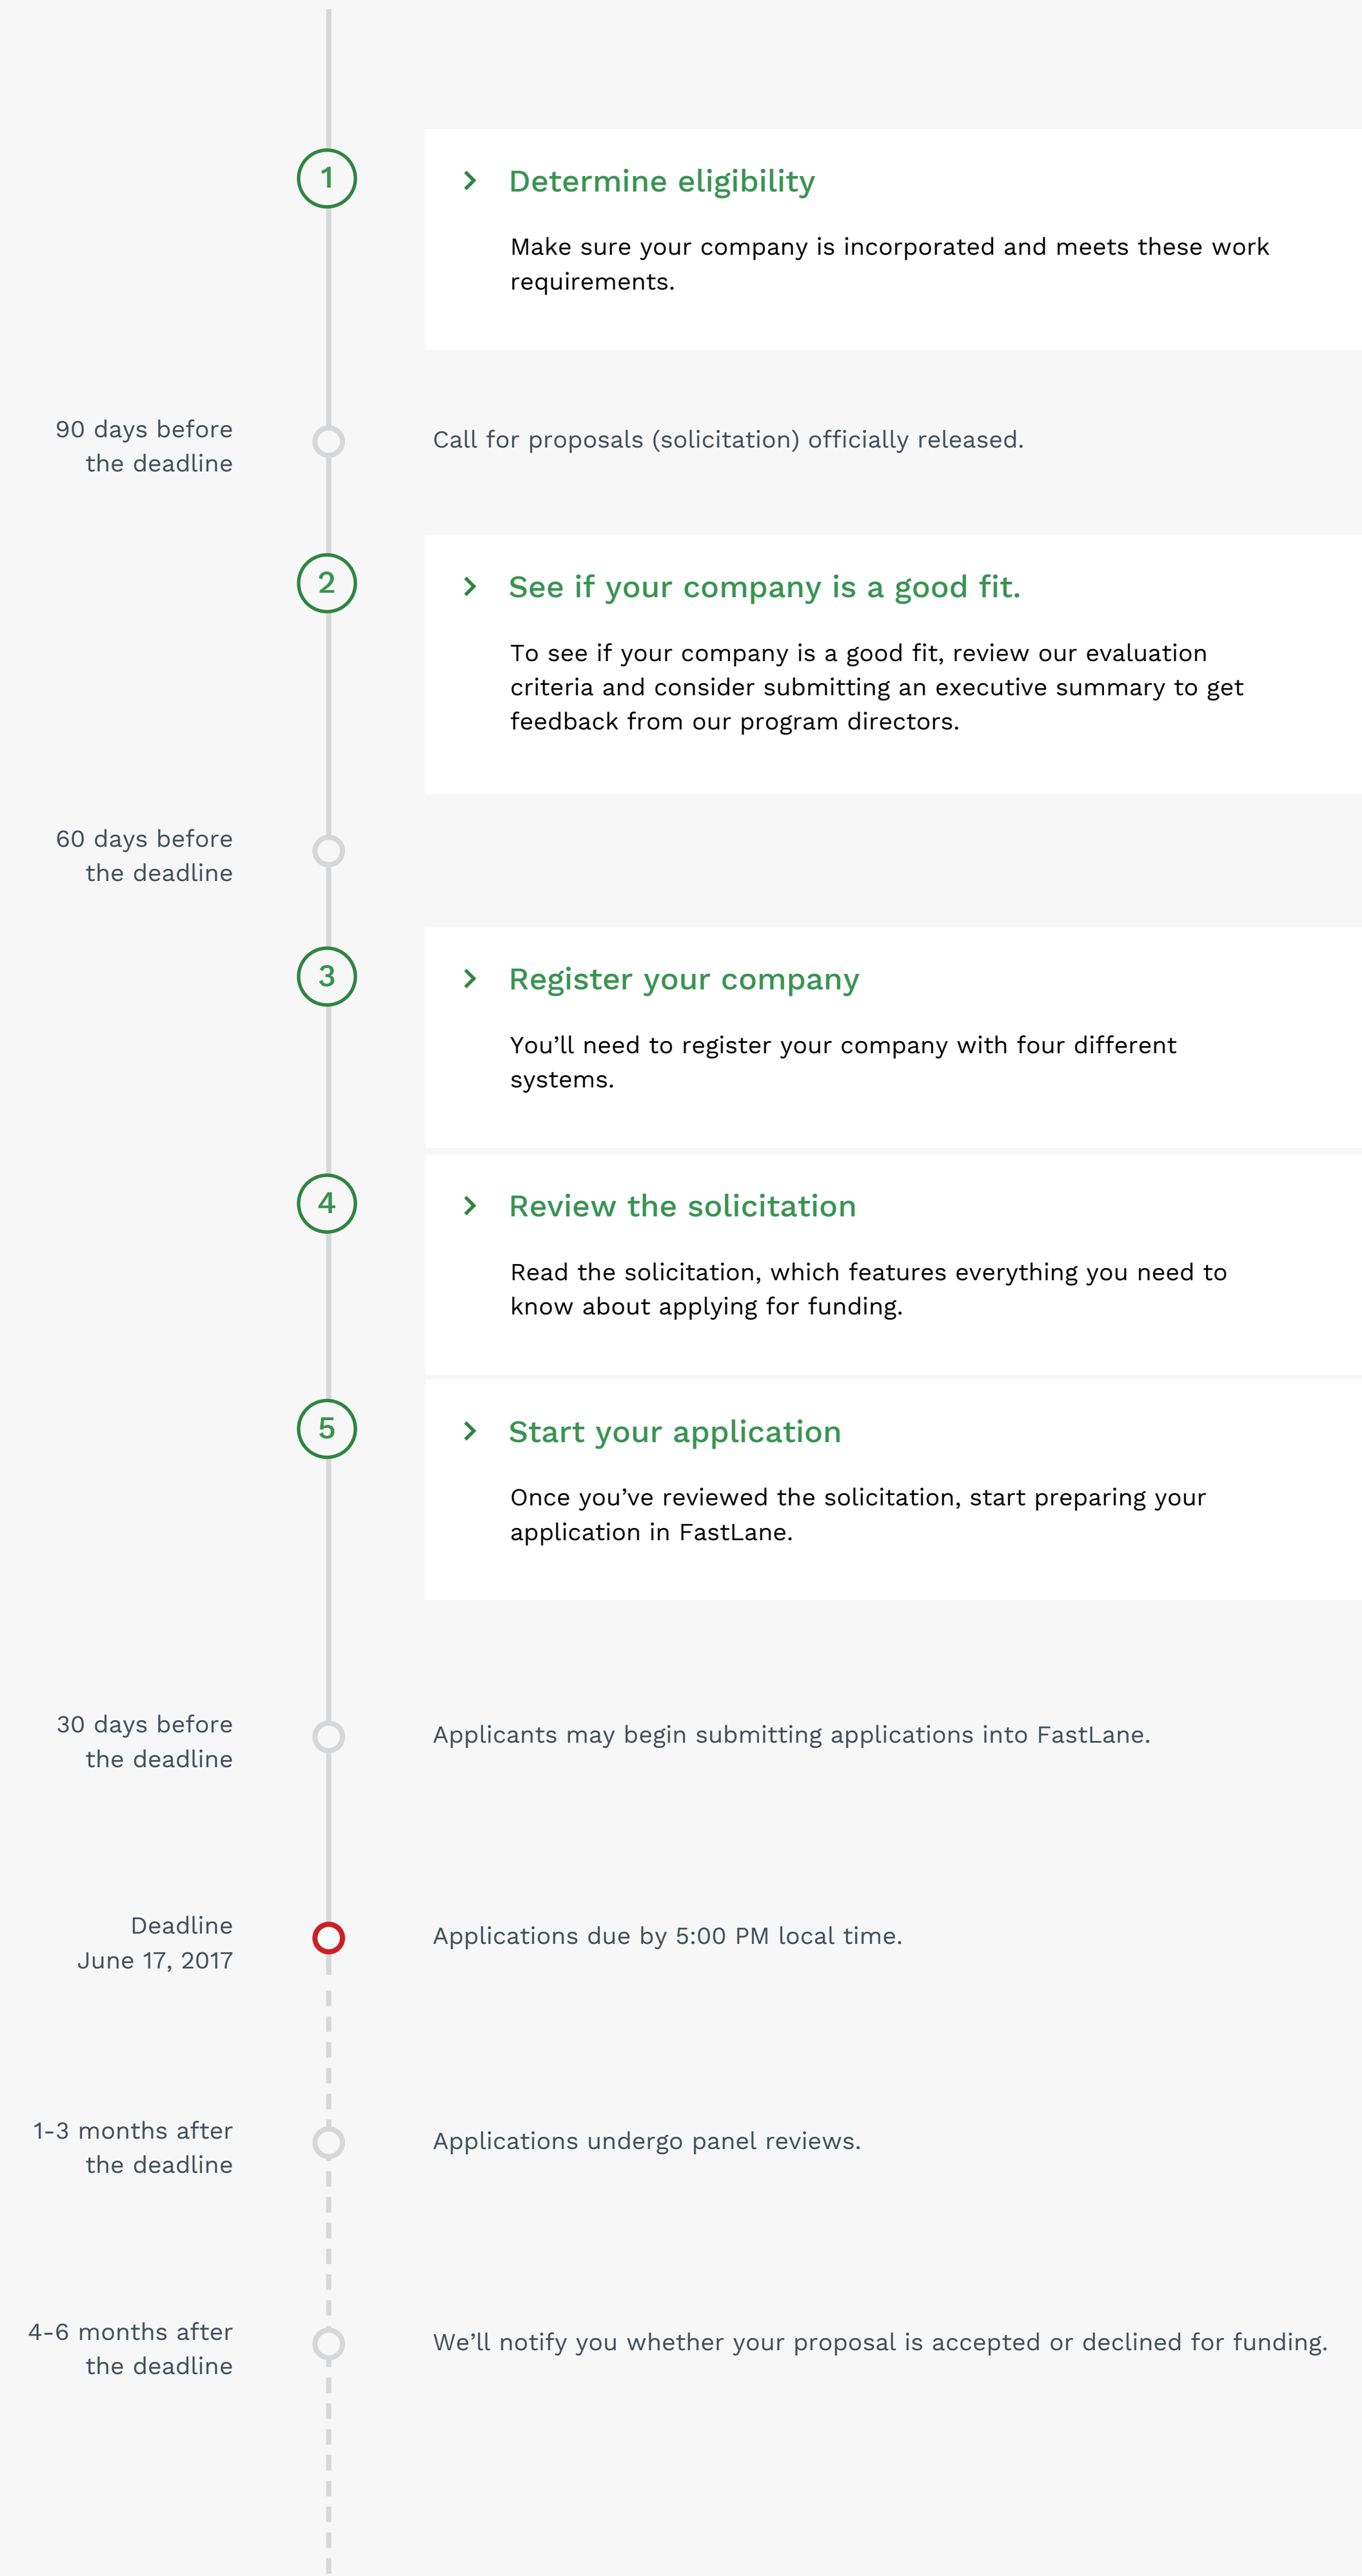 1
Determine eligibility
Make sure your company is incorporated and meets these work
requirements.
90 days before
the deadline
Call for proposals (solicitation) officially released.
2
See if your company is a good fit.
To see if your company is a good fit, review our evaluation
criteria and consider submitting an executive summary to get
feedback from our program directors.
60 days before
the deadline
3
Register your company
You’ll need to register your company with four different
systems.
4
Review the solicitation
Read the solicitation, which features everything you need to
know about applying for funding.
5
Start your application
Once you’ve reviewed the solicitation, start preparing your
application in FastLane.
30 days before
the deadline
Applicants may begin submitting applications into FastLane.
Deadline
June 17, 2017
Applications due by 5:00 PM local time.
1-3 months after
the deadline
Applications undergo panel reviews.
4-6 months after
the deadline
We’ll notify you whether your proposal is accepted or declined for funding.